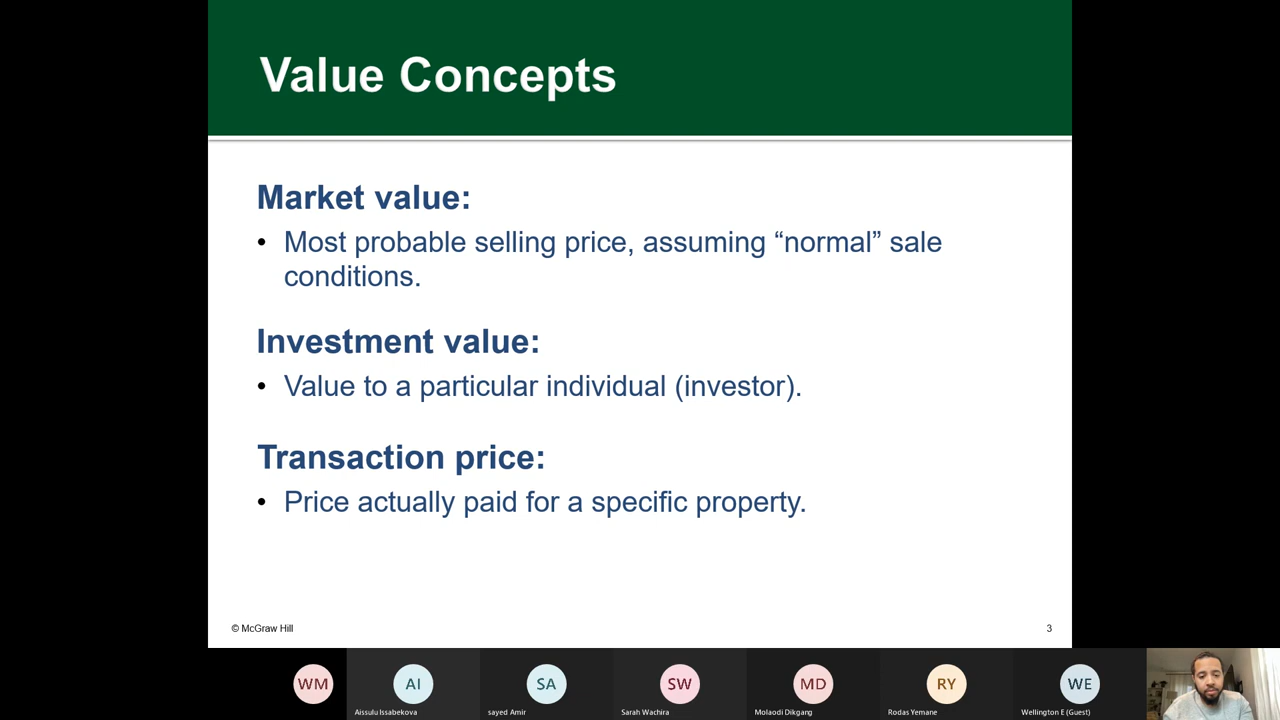 Value Concepts
Market value:
• Most probable selling price, assuming “normal” sale
conditions.
Investment value:
• Value to a particular individual (investor).
Transaction price:
• Price actually paid for a specific property.
© McGraw Hill
3
WM
AI
SA
SW
MD
RY
WE
Aissulu Issabekova
sayed Amir
Sarah Wachira
Molaodi Dikgang
Rodas Yemane
Wellington E (Guest)